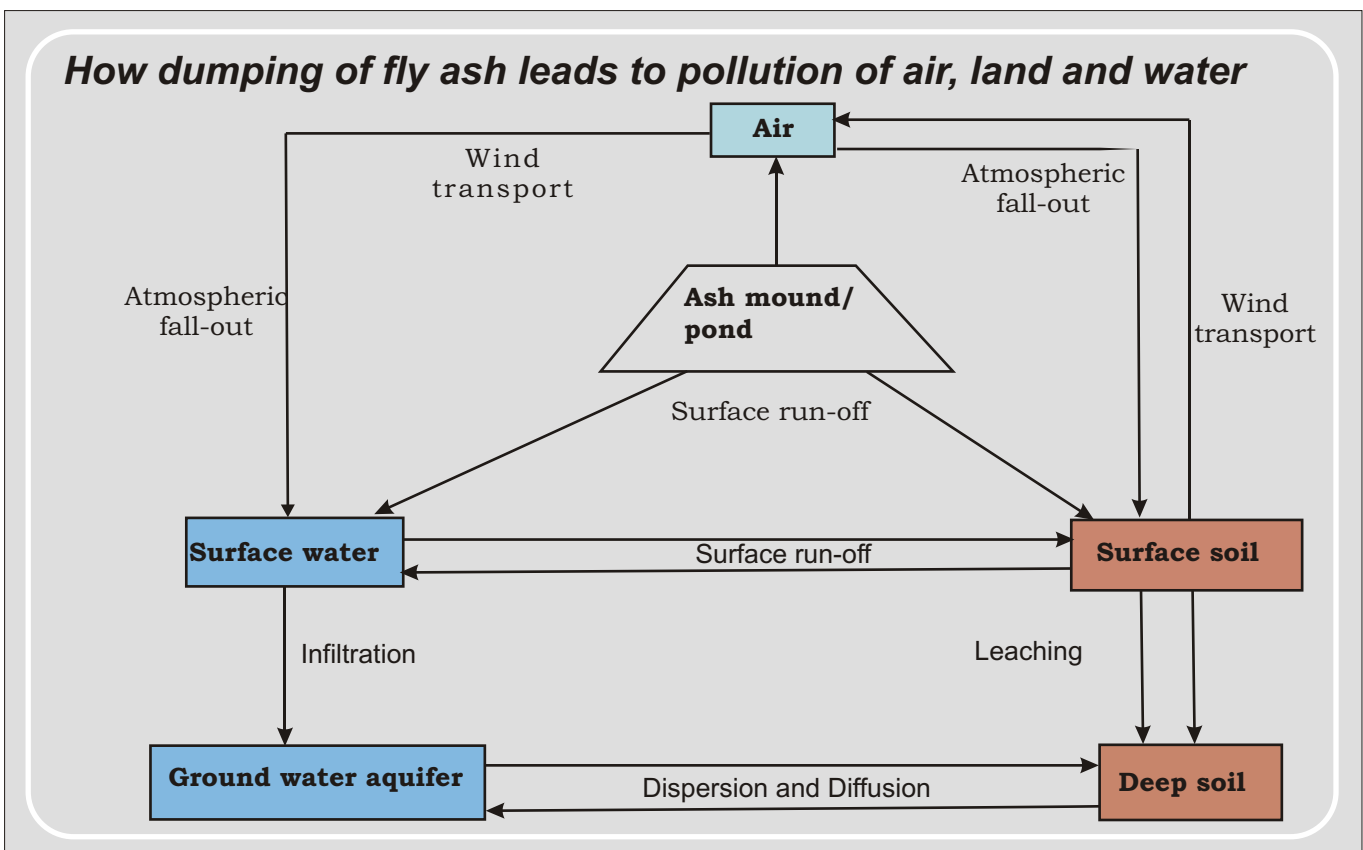 How dumping of fly ash leads to pollution of air, land and water
Air
Wind
transport
Atmospheric
fall-out
Atmospheric
fall-out
Ash mound/
pond
Wind
transport
Surface run-off
Surface water
Surface run-off
Surface soil
Infiltration
Leaching
Ground water aquifer
Dispersion and Diffusion
Deep soil